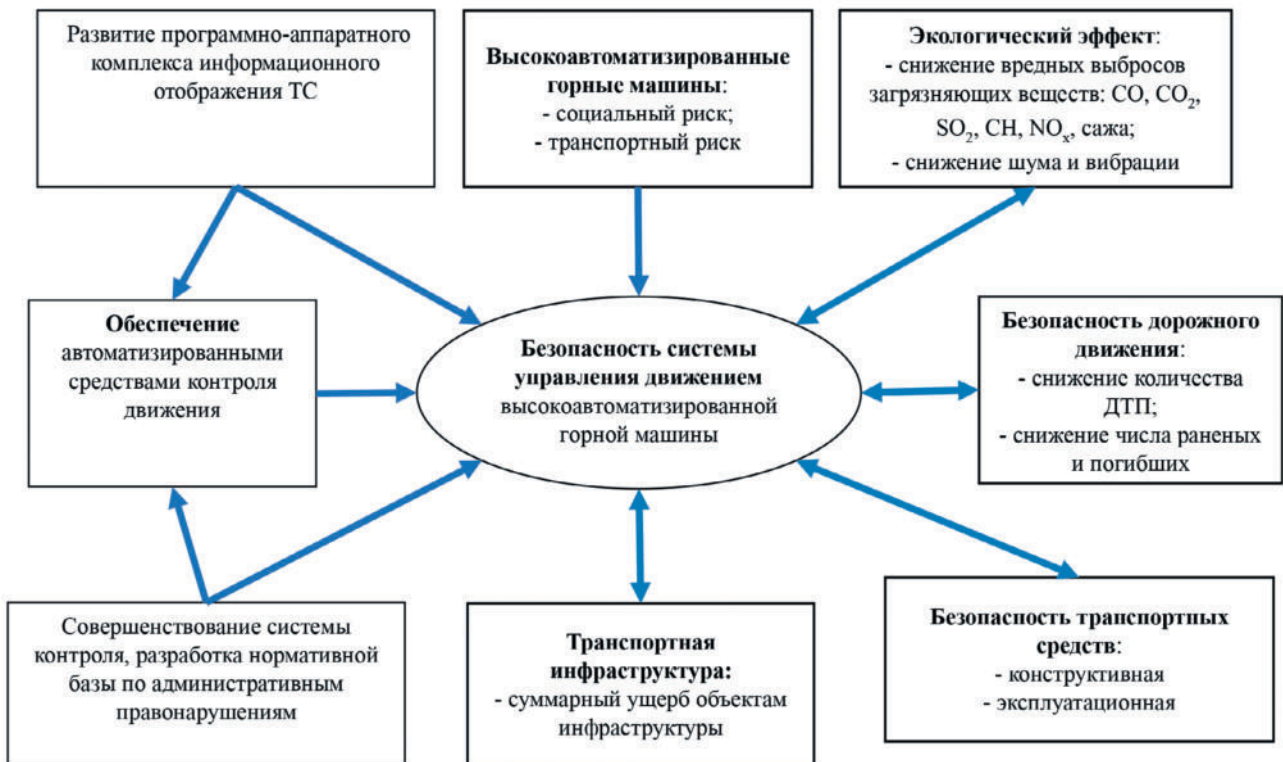 Развитие программно-аппаратного
комплекса информационного
отображения ТС
Высокоавтоматизированные
горные машины:
- социальный риск;
- транспортный риск
Экологический эффект:
- снижение вредных выбросов
загрязняющих веществ: CO, CO₂,
SO₂, CH, NOₓ, сажа;
- снижение шума и вибрации
Обеспечение
автоматизированными
средствами контроля
движения
Безопасность системы
управления движением
высокоавтоматизированной
горной машины
Безопасность дорожного
движения:
- снижение количества
ДТП;
- снижение числа раненых
и погибших
Совершенствование системы
контроля, разработка нормативной
базы по административным
правонарушениям
Транспортная
инфраструктура:
- суммарный ущерб объектам
инфраструктуры
Безопасность транспортных
средств:
- конструктивная
- эксплуатационная